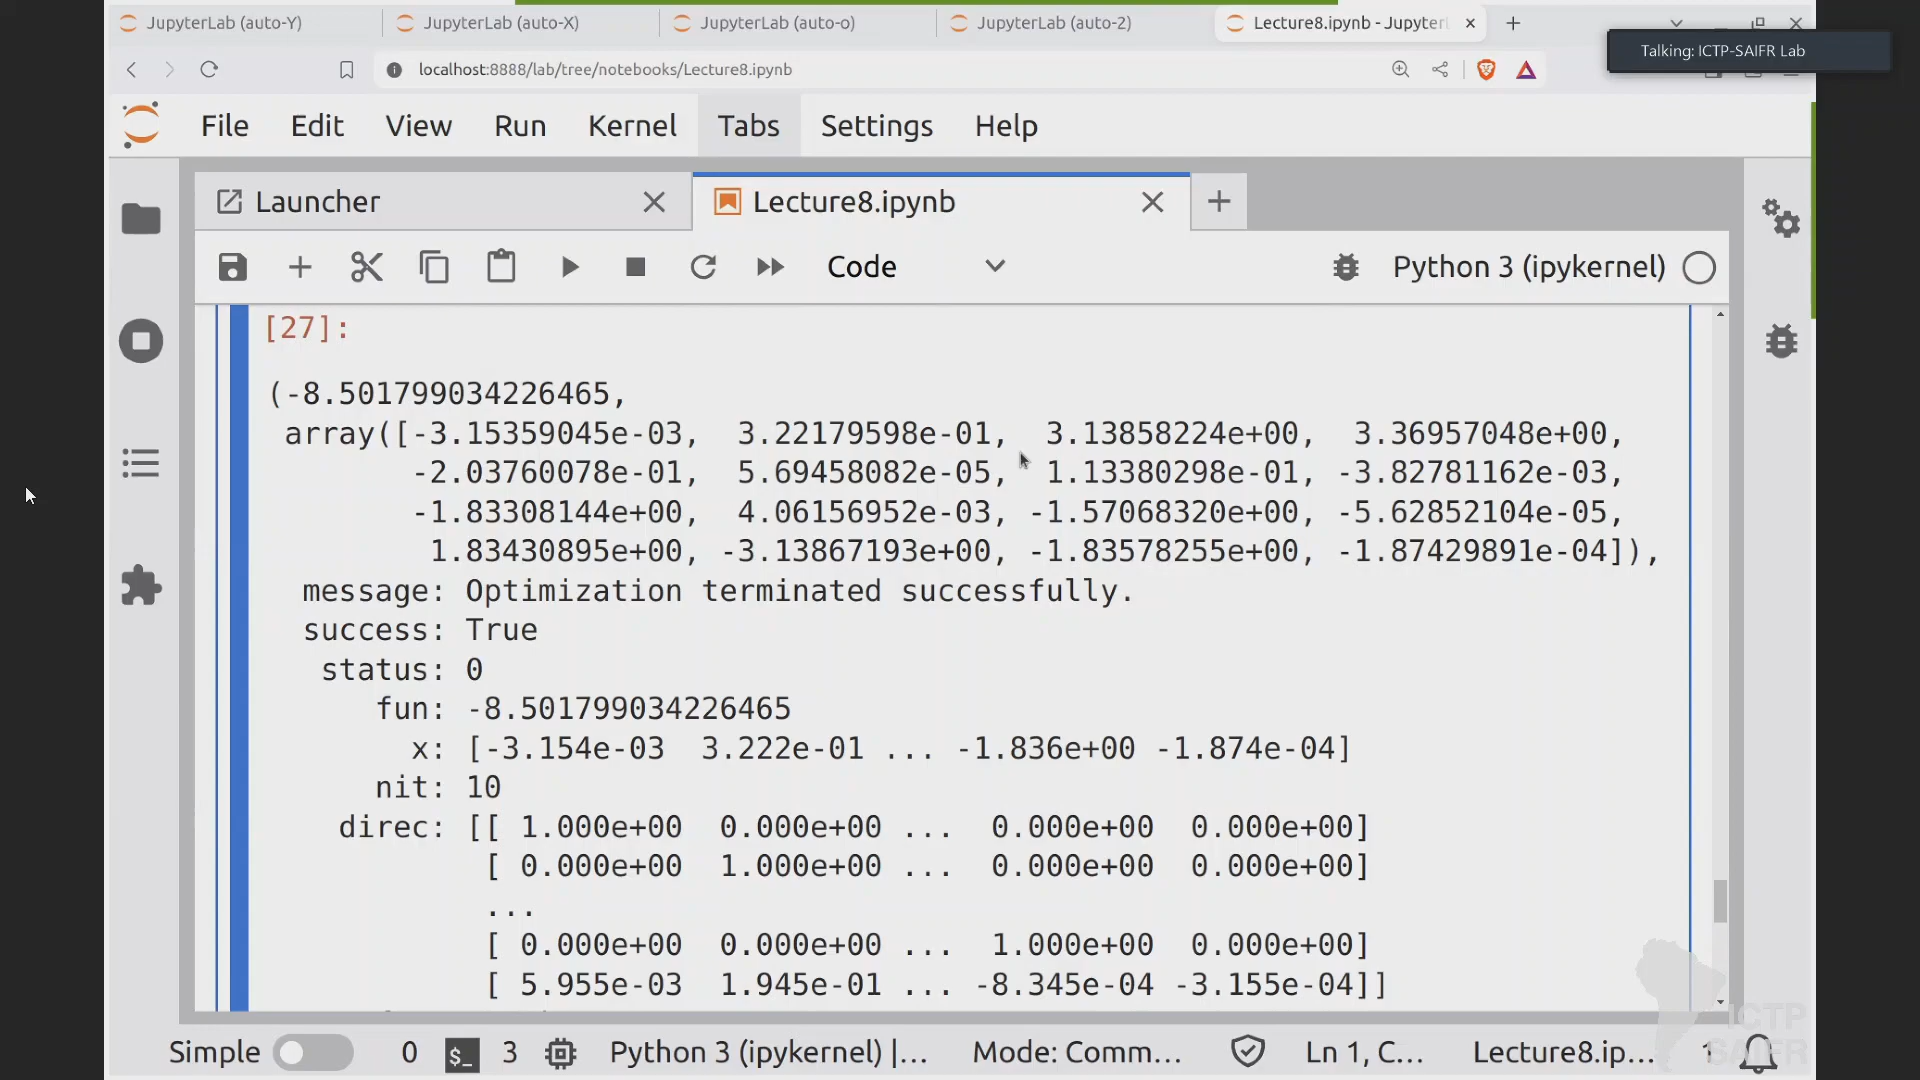 JupyterLab (auto-Y)
JupyterLab (auto-X)
JupyterLab (auto-o)
JupyterLab (auto-2)
Lecture8.ipynb - Jupyter
Talking: ICTP-SAIFR Lab
localhost:8888/lab/tree/notebooks/Lecture8.ipynb
File Edit View Run Kernel Tabs Settings Help
Launcher
Lecture8.ipynb
Code
Python 3 (ipykernel)
[27]:
(-8.501799034226465,
array([-3.15359045e-03, 3.22179598e-01, 3.13858224e+00, 3.36957048e+00,
-2.03760078e-01, 5.69458082e-05, 1.13380298e-01, -3.82781162e-03,
-1.83308144e+00, 4.06156952e-03, -1.57068320e+00, -5.62852104e-05,
1.83430895e+00, -3.13867193e+00, -1.83578255e+00, -1.87429891e-04]),
message: Optimization terminated successfully.
success: True
status: 0
fun: -8.501799034226465
x: [-3.154e-03 3.222e-01 ... -1.836e+00 -1.874e-04]
nit: 10
direc: [[ 1.000e+00 0.000e+00 ... 0.000e+00 0.000e+00]
[ 0.000e+00 1.000e+00 ... 0.000e+00 0.000e+00]
...
[ 0.000e+00 0.000e+00 ... 1.000e+00 0.000e+00]
[ 5.955e-03 1.945e-01 ... -8.345e-04 -3.155e-04]]
Simple 0 $_ 3 Python 3 (ipykernel) |... Mode: Comm... Ln 1, C... Lecture8.ip... 1
ICTP
SAIFR